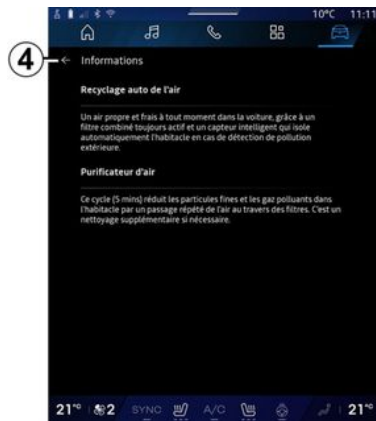 10°C 11:11
4
← Informations
Recyclage auto de l'air
Un air propre et frais à tout moment dans la voiture, grâce à un
filtre combiné toujours actif et un capteur intelligent qui isole
automatiquement l'habitacle en cas de détection de pollution
extérieure.
Purificateur d'air
Ce cycle (5 mins) réduit les particules fines et les gaz polluants dans
l'habitacle par un passage répété de l'air au travers des filtres. C'est un
nettoyage supplémentaire si nécessaire.
21°° 2 SYNC A/C 21°°